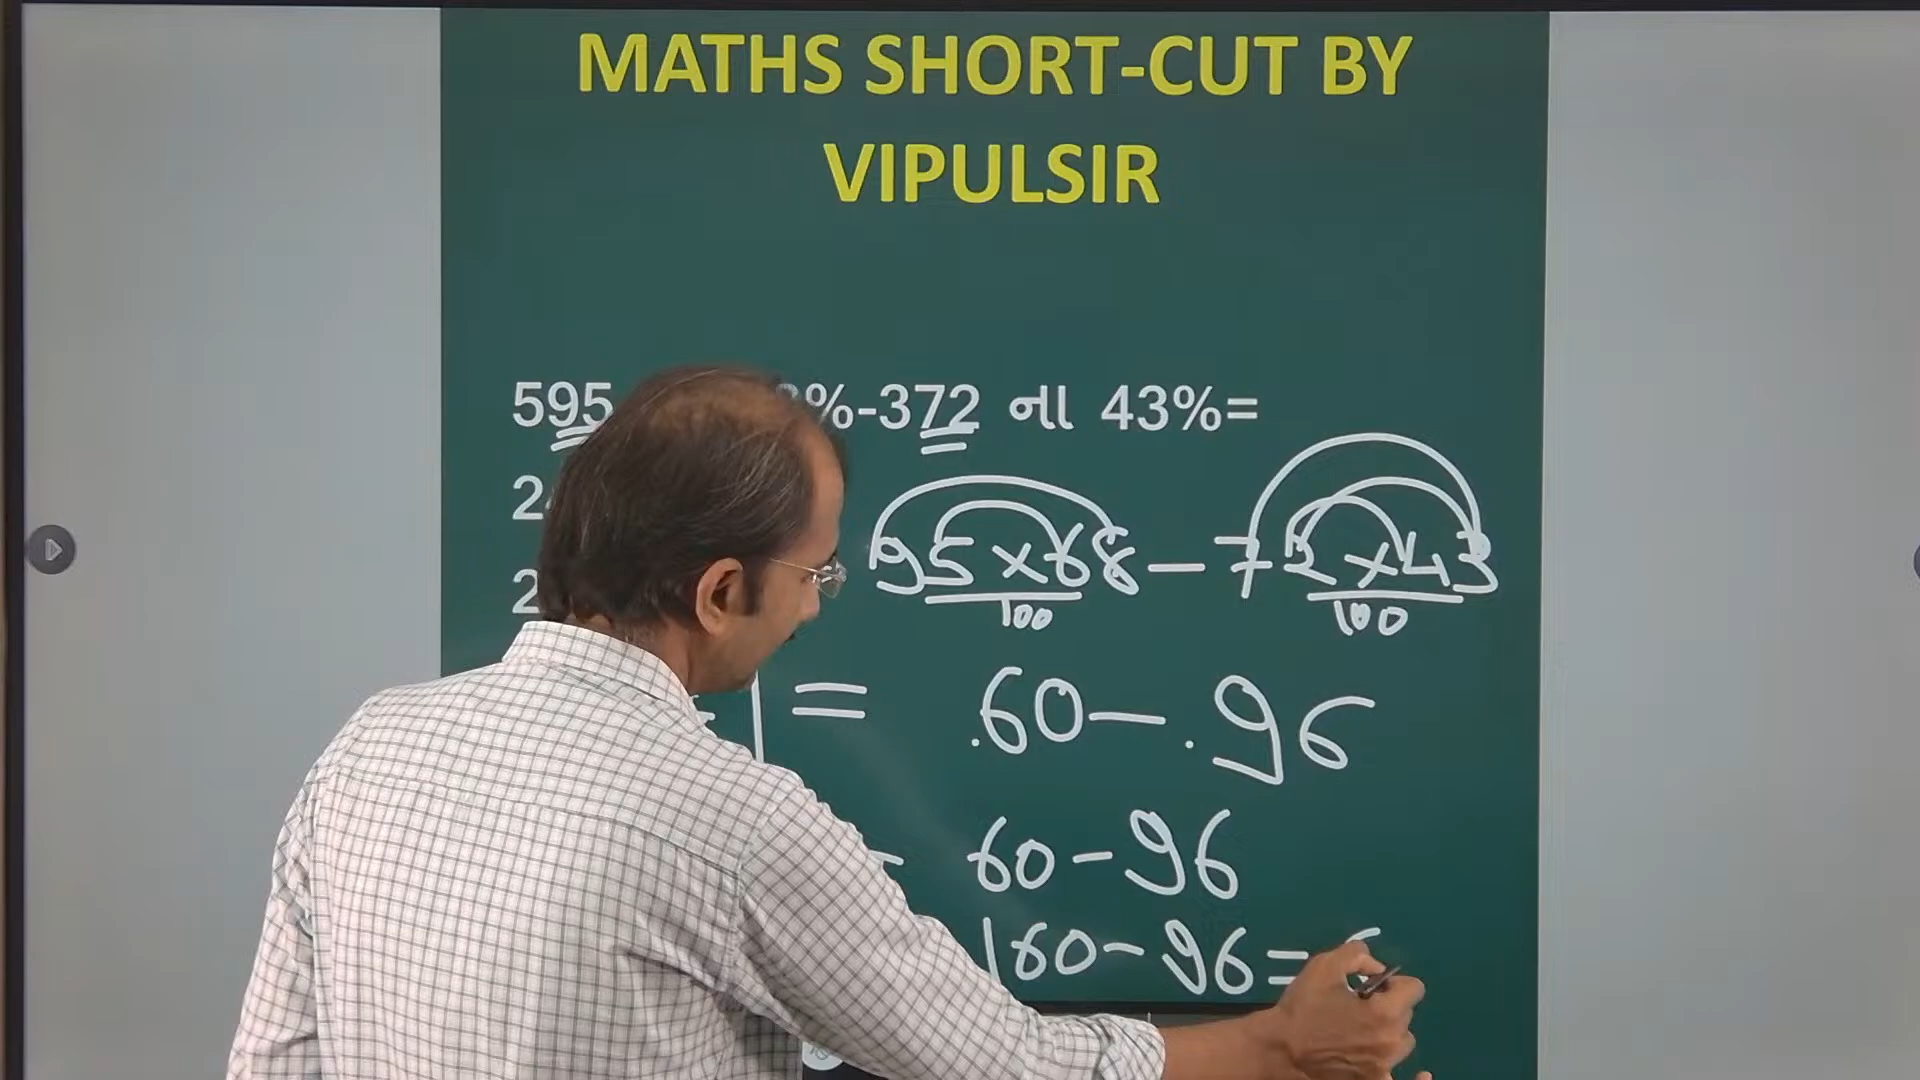 MATHS SHORT-CUT BY
VIPULSIR
595 %-372 ના 43%=
95×68 – 72×43
100 100
= .60 – .96
60 – 96
160 – 96 =